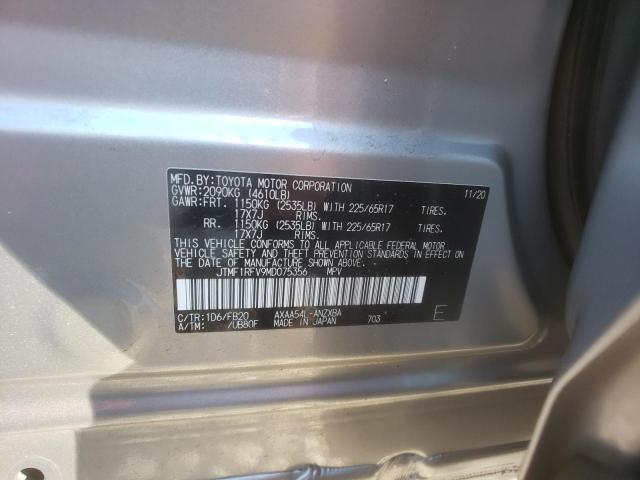 MFD.BY:TOYOTA MOTOR CORPORATION 11/20
GVWR:2090KG (4610LB)
GAWR:FRT. 1150KG (2535LB) WITH 225/65R17 TIRES.
17X7J RIMS.
RR. 1150KG (2535LB) WITH 225/65R17 TIRES.
17X7J RIMS.
THIS VEHICLE CONFORMS TO ALL APPLICABLE FEDERAL MOTOR
VEHICLE SAFETY AND THEFT PREVENTION STANDARDS IN EFFECT
ON THE DATE OF MANUFACTURE SHOWN ABOVE.
JTMF1RFV9MD075356 MPV
C/TR:1D6/FB20 AXAA54L-ANZXBA
A/TM: /UB80F MADE IN JAPAN 703 E